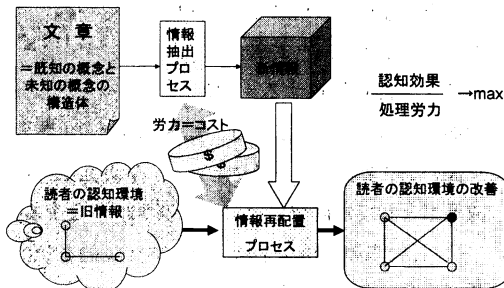 文 章
＝既知の概念と
未知の概念の
構造体
情報
抽出
プロ
セス
認知効果
処理労力
→max
労力＝コスト
$
$
読者の認知環境
＝旧情報
情報再配置
プロセス
読者の認知環境の改善